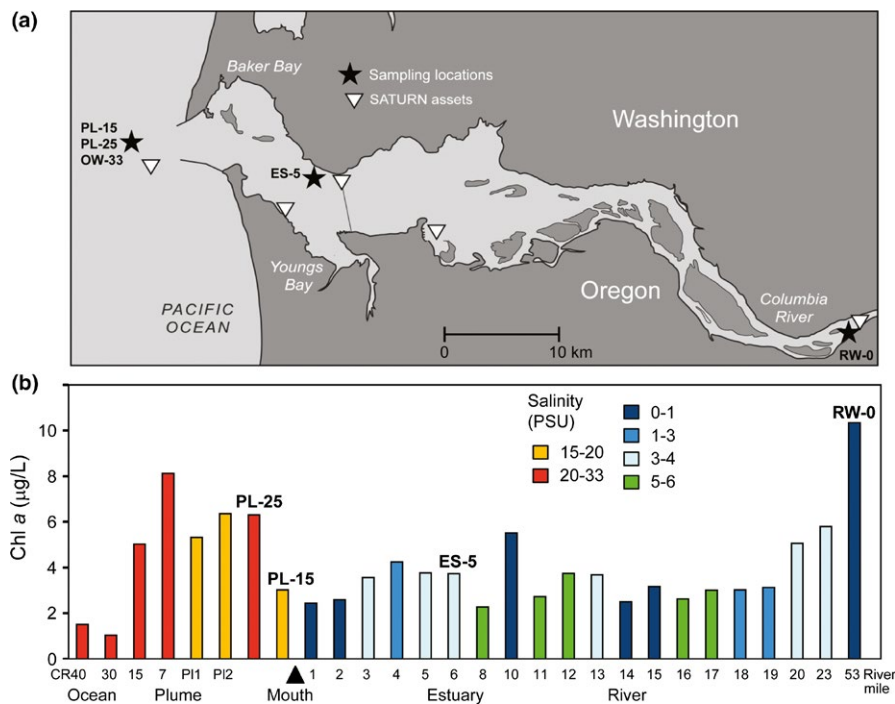 (a)
Baker Bay
Sampling locations
SATURN assets
Washington
PL-15
PL-25
OW-33
ES-5
Youngs
Bay
Oregon
PACIFIC
OCEAN
Columbia
River
0 10 km
RW-0
(b)
Chl a (µg/L)
10
8
6
4
2
0
Salinity
(PSU)
15-20
20-33
0-1
1-3
3-4
5-6
PL-25
PL-15
ES-5
RW-0
CR40 30 15 7 Pl1 Pl2 1 2 3 4 5 6 8 10 11 12 13 14 15 16 17 18 19 20 23 53 River
mile
Ocean Plume Mouth Estuary River